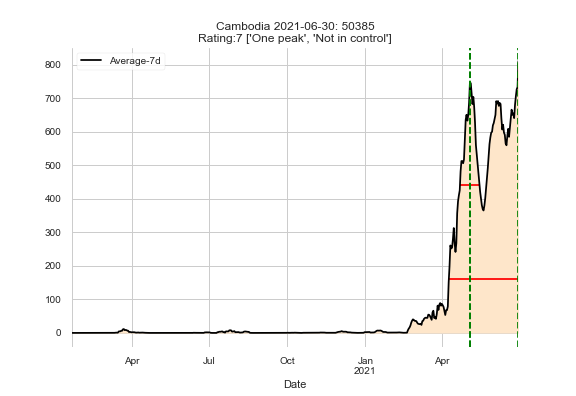 Cambodia 2021-06-30: 50385
Rating:7 ['One peak', 'Not in control']
Average-7d
800
700
600
500
400
300
200
100
0
Apr
Jul
Oct
Jan
2021
Apr
Date